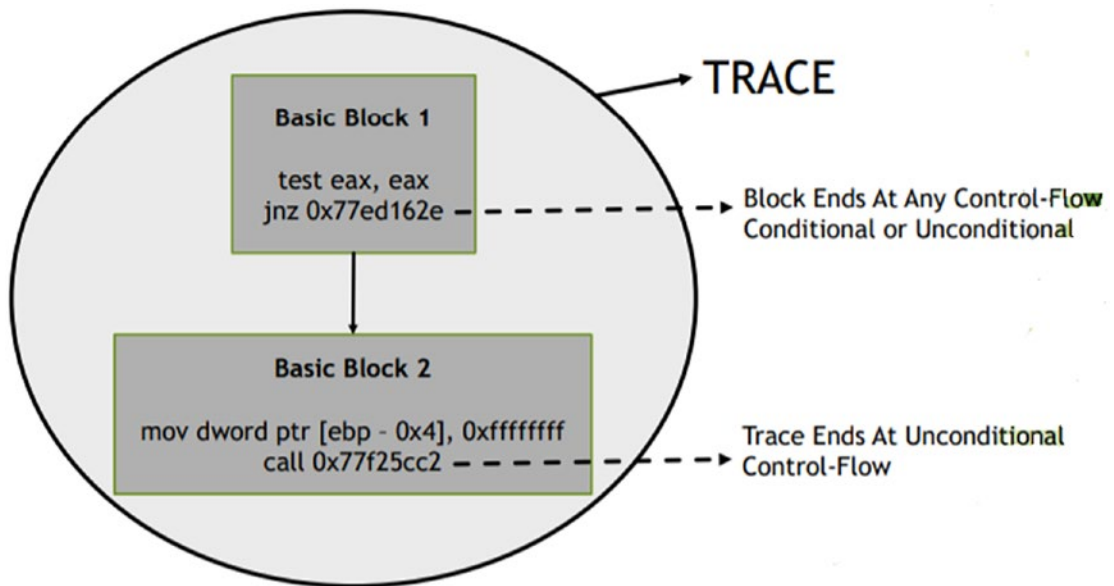 TRACE
Basic Block 1
test eax, eax
jnz 0x77ed162e
Block Ends At Any Control-Flow
Conditional or Unconditional
Basic Block 2
mov dword ptr [ebp - 0x4], 0xffffffff
call 0x77f25cc2
Trace Ends At Unconditional
Control-Flow